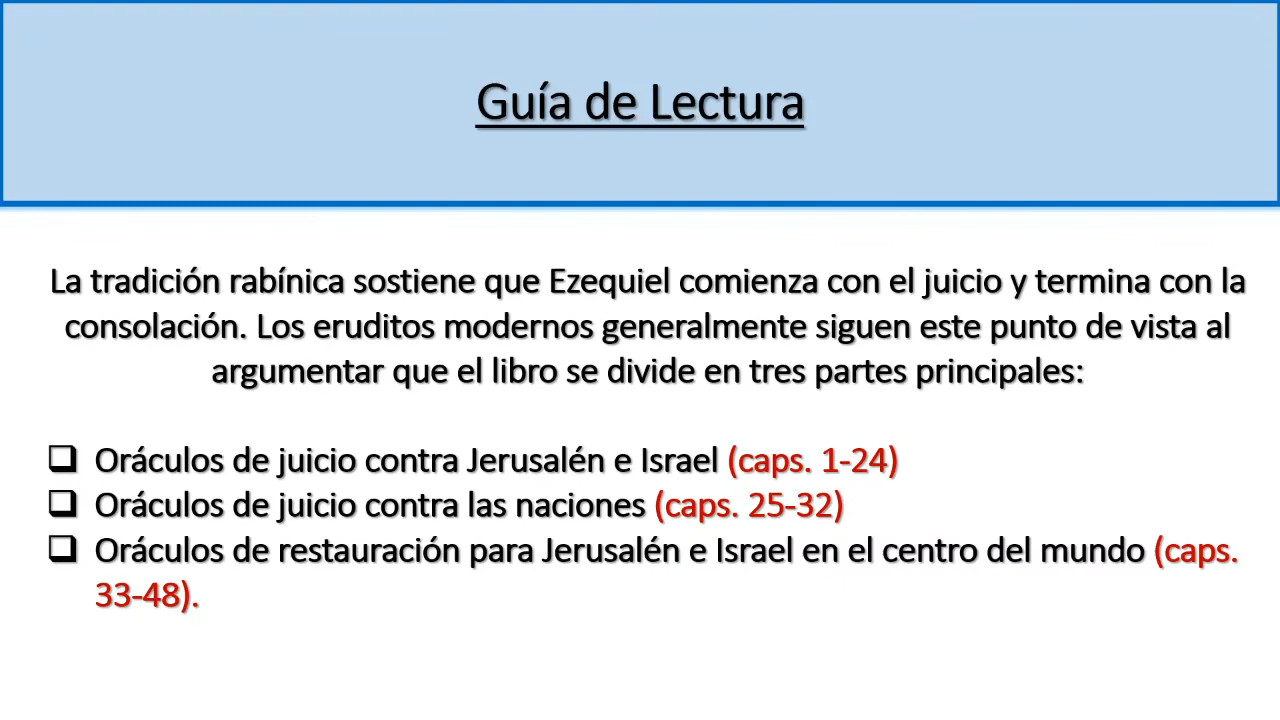 Guía de Lectura
La tradición rabínica sostiene que Ezequiel comienza con el juicio y termina con la
consolación. Los eruditos modernos generalmente siguen este punto de vista al
argumentar que el libro se divide en tres partes principales:
❑ Oráculos de juicio contra Jerusalén e Israel (caps. 1-24)
❑ Oráculos de juicio contra las naciones (caps. 25-32)
❑ Oráculos de restauración para Jerusalén e Israel en el centro del mundo (caps.
33-48).